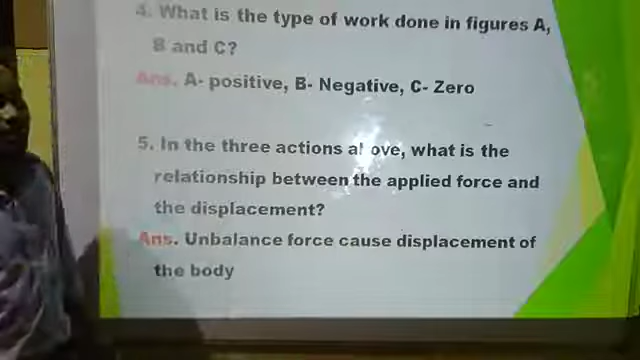 4. What is the type of work done in figures A,
B and C?
Ans. A- positive, B- Negative, C- Zero
5. In the three actions above, what is the
relationship between the applied force and
the displacement?
Ans. Unbalance force cause displacement of
the body